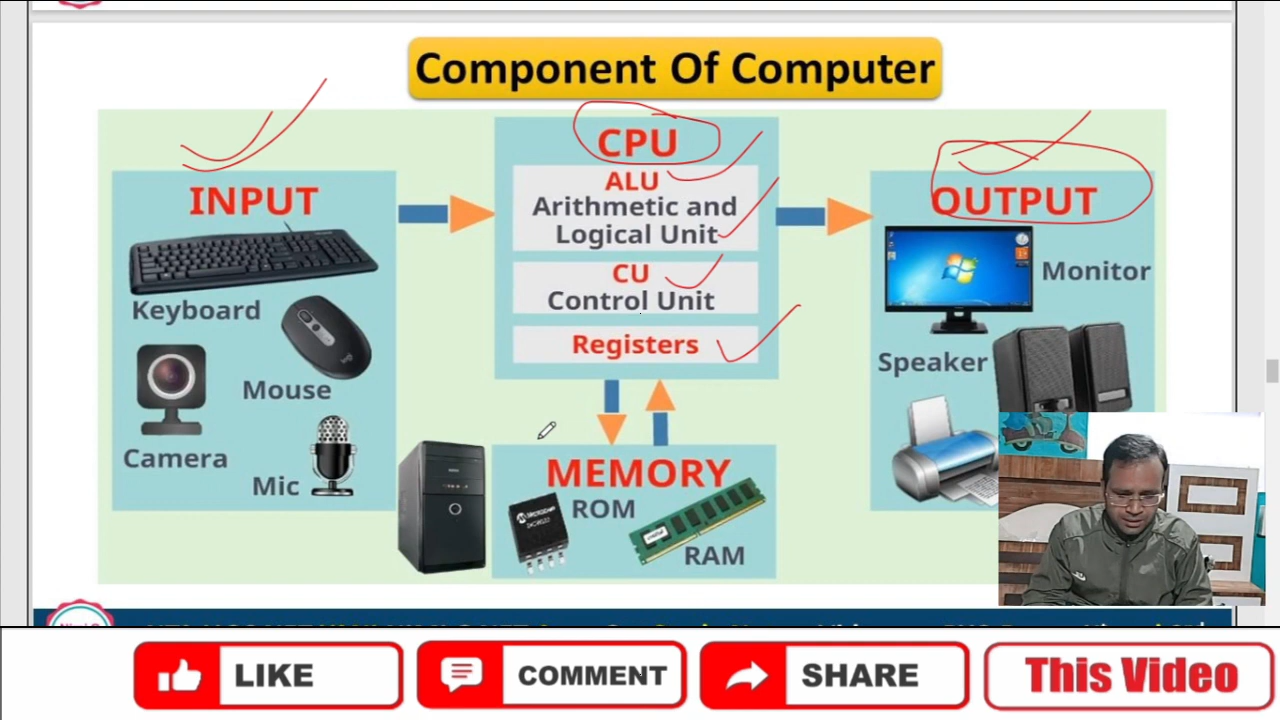 Component Of Computer
INPUT
Keyboard
Mouse
Camera
Mic
CPU
ALU
Arithmetic and
Logical Unit
CU
Control Unit
Registers
MEMORY
ROM
RAM
OUTPUT
Monitor
Speaker
LIKE
COMMENT
SHARE
This Video